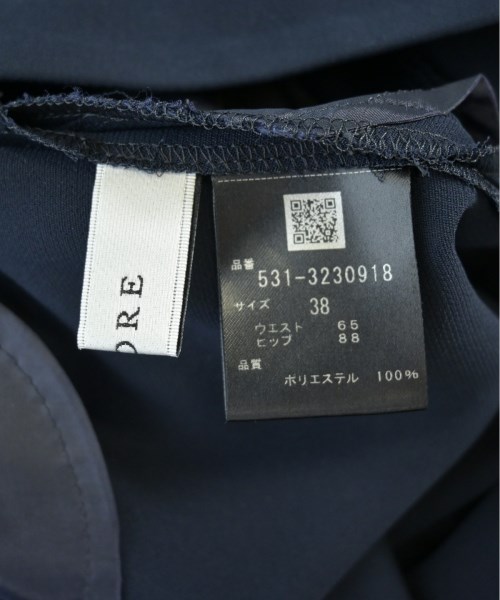 ORE
品番
531-3230918
サイズ 38
ウエスト 65
ヒップ 88
品質
ポリエステル 100%